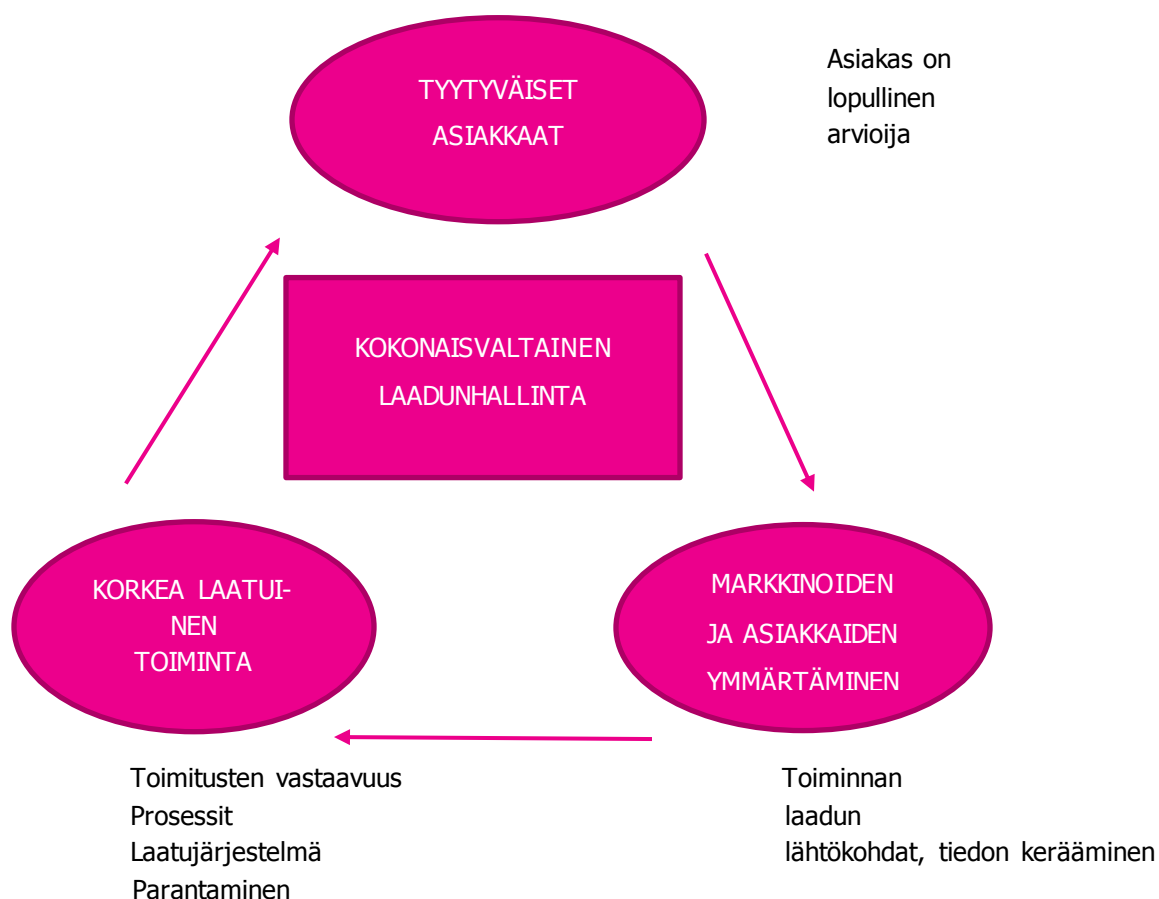 TYYTYVÄISET
ASIAKKAAT
Asiakas on
lopullinen
arvioija
KOKONAISVALTAINEN
LAADUNHALLINTA
KORKEA LAATUI-
NEN
TOIMINTA
MARKKINOIDEN
JA ASIAKKAIDEN
YMMÄRTÄMINEN
Toimitusten vastaavuus
Prosessit
Laatujärjestelmä
Parantaminen
Toiminnan
laadun
lähtökohdat, tiedon kerääminen